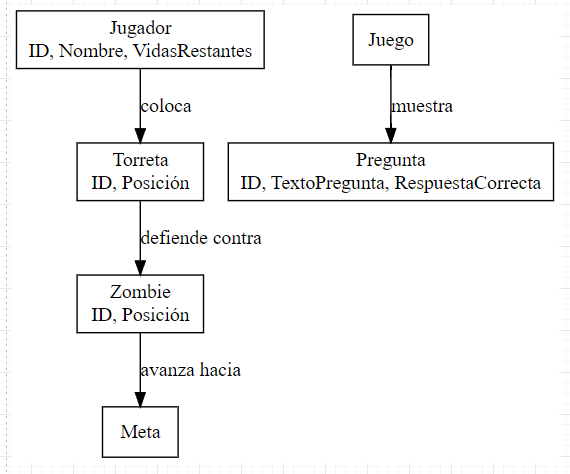 Jugador
ID, Nombre, VidasRestantes
Juego
coloca
muestra
Torreta
ID, Posición
Pregunta
ID, TextoPregunta, RespuestaCorrecta
defiende contra
Zombie
ID, Posición
avanza hacia
Meta